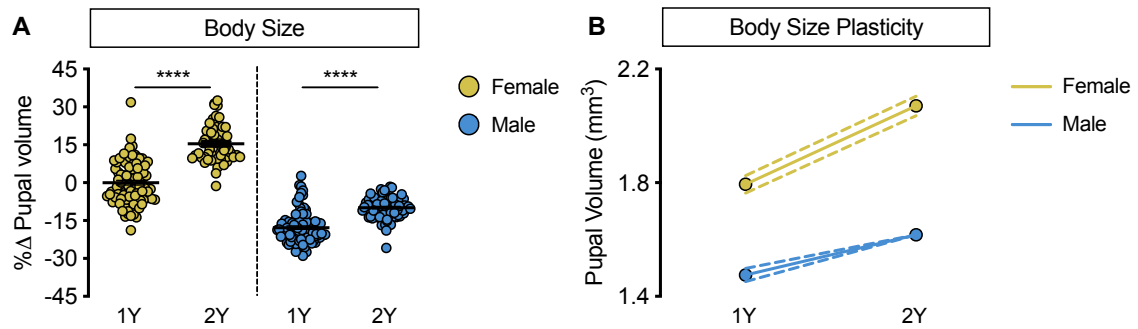 A
Body Size
%Δ Pupal volume
45
30
15
0
-15
-30
-45
****
****
1Y
2Y
1Y
2Y
Female
Male
B
Body Size Plasticity
Pupal Volume (mm³)
2.2
1.8
1.4
1Y
2Y
Female
Male